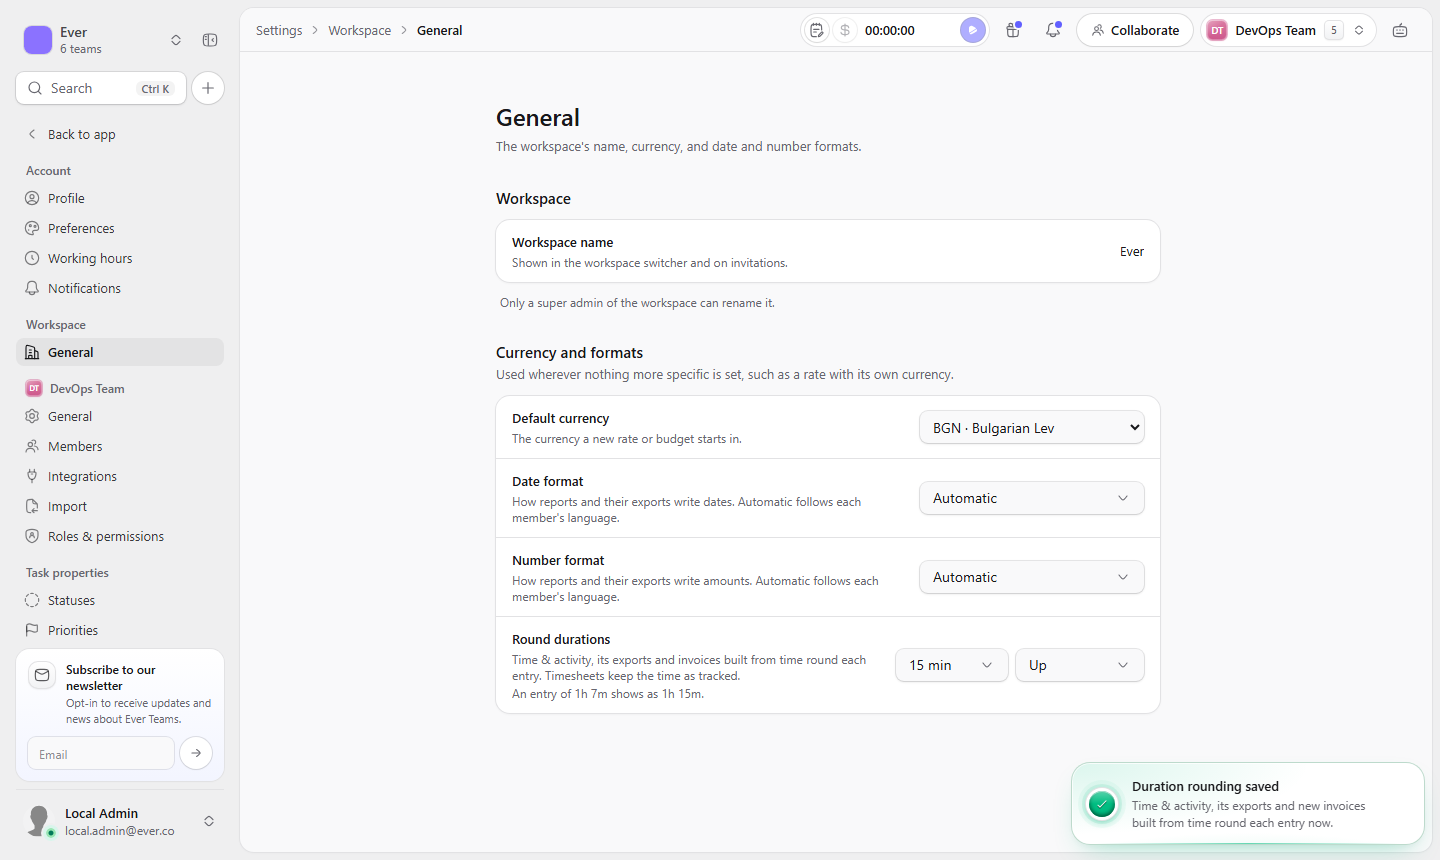 Ever
6 teams
Search
Ctrl K
Back to app
Account
Profile
Preferences
Working hours
Notifications
Workspace
General
DT
DevOps Team
General
Members
Integrations
Import
Roles & permissions
Task properties
Statuses
Priorities
Subscribe to our
newsletter
Opt-in to receive updates and
news about Ever Teams.
Email
Local Admin
local.admin@ever.co
Settings
Workspace
General
00:00:00
Collaborate
DT
DevOps Team
5
General
The workspace's name, currency, and date and number formats.
Workspace
Workspace name
Shown in the workspace switcher and on invitations.
Ever
Only a super admin of the workspace can rename it.
Currency and formats
Used wherever nothing more specific is set, such as a rate with its own currency.
Default currency
The currency a new rate or budget starts in.
BGN · Bulgarian Lev
Date format
How reports and their exports write dates. Automatic follows each
member's language.
Automatic
Number format
How reports and their exports write amounts. Automatic follows each
member's language.
Automatic
Round durations
Time & activity, its exports and invoices built from time round each
entry. Timesheets keep the time as tracked.
An entry of 1h 7m shows as 1h 15m.
15 min
Up
Duration rounding saved
Time & activity, its exports and new invoices
built from time round each entry now.